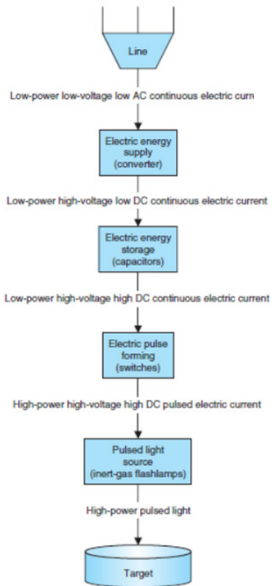 Line
Low-power low-voltage low AC continuous electric curr
Electric energy
supply
(converter)
Low-power high-voltage low DC continuous electric current
Electric energy
storage
(capacitors)
Low-power high-voltage high DC continuous electric current
Electric pulse
forming
(switches)
High-power high-voltage high DC pulsed electric current
Pulsed light
source
(inert-gas flashlamps)
High-power pulsed light
Target